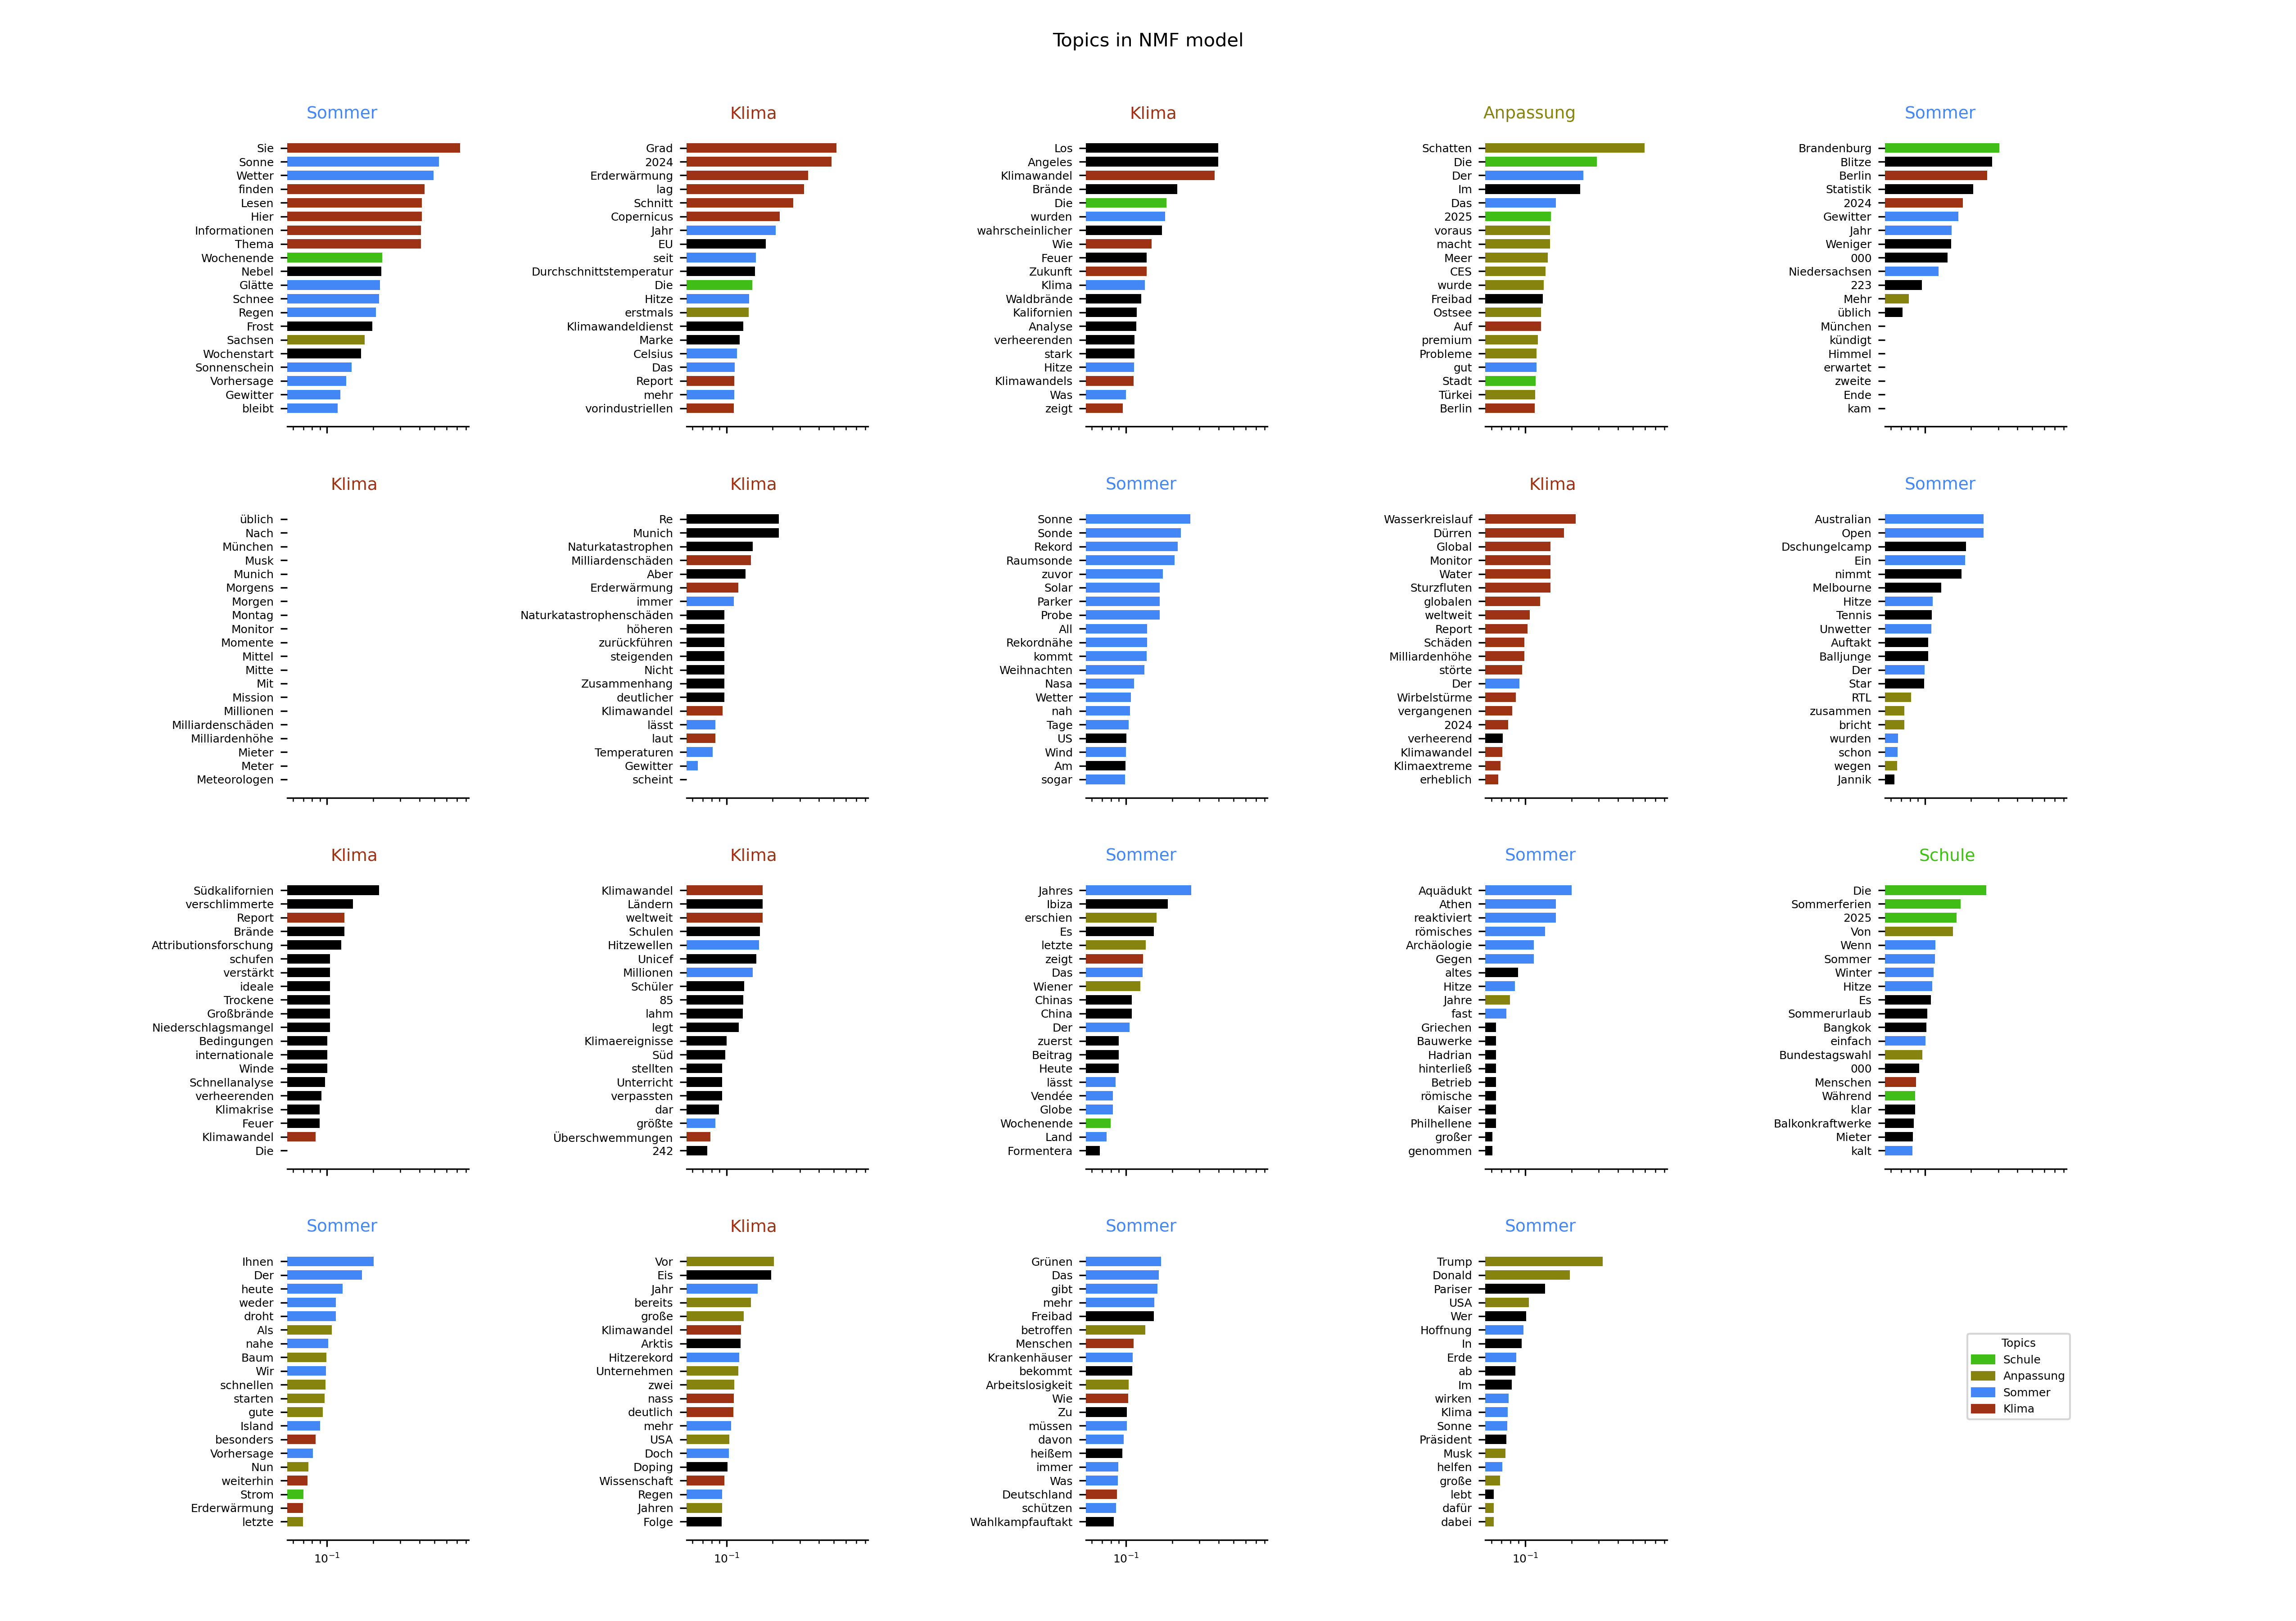 Topics in NMF model
Sommer
Sie
Sonne
Wetter
finden
Lesen
Hier
Informationen
Thema
Wochenende
Nebel
Glätte
Schnee
Regen
Frost
Sachsen
Wochenstart
Sonnenschein
Vorhersage
Gewitter
bleibt
Klima
Grad
2024
Erderwärmung
lag
Schnitt
Copernicus
Jahr
EU
seit
Durchschnittstemperatur
Die
Hitze
erstmals
Klimawandeldienst
Marke
Celsius
Das
Report
mehr
vorindustriellen
Klima
Los
Angeles
Klimawandel
Brände
Die
wurden
wahrscheinlicher
Wie
Feuer
Zukunft
Klima
Waldbrände
Kalifornien
Analyse
verheerenden
stark
Hitze
Klimawandels
Was
zeigt
Anpassung
Schatten
Die
Der
Im
Das
2025
voraus
macht
Meer
CES
wurde
Freibad
Ostsee
Auf
premium
Probleme
gut
Stadt
Türkei
Berlin
Sommer
Brandenburg
Blitze
Berlin
Statistik
2024
Gewitter
Jahr
Weniger
000
Niedersachsen
223
Mehr
üblich
München
kündigt
Himmel
erwartet
zweite
Ende
kam
Klima
üblich
Nach
München
Musk
Munich
Morgens
Morgen
Montag
Monitor
Momente
Mittel
Mitte
Mit
Mission
Millionen
Milliardenschäden
Milliardenhöhe
Mieter
Meter
Meteorologen
Klima
Re
Munich
Naturkatastrophen
Milliardenschäden
Aber
Erderwärmung
immer
Naturkatastrophenschäden
höheren
zurückführen
steigenden
Nicht
Zusammenhang
deutlicher
Klimawandel
lässt
laut
Temperaturen
Gewitter
scheint
Sommer
Sonne
Sonde
Rekord
Raumsonde
zuvor
Solar
Parker
Probe
All
Rekordnähe
kommt
Weihnachten
Nasa
Wetter
nah
Tage
US
Wind
Am
sogar
Klima
Wasserkreislauf
Dürren
Global
Monitor
Water
Sturzfluten
globalen
weltweit
Report
Schäden
Milliardenhöhe
störte
Der
Wirbelstürme
vergangenen
2024
verheerend
Klimawandel
Klimaextreme
erheblich
Sommer
Australian
Open
Dschungelcamp
Ein
nimmt
Melbourne
Hitze
Tennis
Unwetter
Auftakt
Balljunge
Der
Star
RTL
zusammen
bricht
wurden
schon
wegen
Jannik
Klima
Südkalifornien
verschlimmerte
Report
Brände
Attributionsforschung
schufen
verstärkt
ideale
Trockene
Großbrände
Niederschlagsmangel
Bedingungen
internationale
Winde
Schnellanalyse
verheerenden
Klimakrise
Feuer
Klimawandel
Die
Klima
Klimawandel
Ländern
weltweit
Schulen
Hitzewellen
Unicef
Millionen
Schüler
85
lahm
legt
Klimaereignisse
Süd
stellten
Unterricht
verpassten
dar
größte
Überschwemmungen
242
Sommer
Jahres
Ibiza
erschien
Es
letzte
zeigt
Das
Wiener
Chinas
China
Der
zuerst
Beitrag
Heute
lässt
Vendée
Globe
Wochenende
Land
Formentera
Sommer
Aquädukt
Athen
reaktiviert
römisches
Archäologie
Gegen
altes
Hitze
Jahre
fast
Griechen
Bauwerke
Hadrian
hinterließ
Betrieb
römische
Kaiser
Philhellene
großer
genommen
Schule
Die
Sommerferien
2025
Von
Wenn
Sommer
Winter
Hitze
Es
Sommerurlaub
Bangkok
einfach
Bundestagswahl
000
Menschen
Während
klar
Balkonkraftwerke
Mieter
kalt
Sommer
Ihnen
Der
heute
weder
droht
Als
nahe
Baum
Wir
schnellen
starten
gute
Island
besonders
Vorhersage
Nun
weiterhin
Strom
Erderwärmung
letzte
10⁻¹
Klima
Vor
Eis
Jahr
bereits
große
Klimawandel
Arktis
Hitzerekord
Unternehmen
zwei
nass
deutlich
mehr
USA
Doch
Doping
Wissenschaft
Regen
Jahren
Folge
10⁻¹
Sommer
Grünen
Das
gibt
mehr
Freibad
betroffen
Menschen
Krankenhäuser
bekommt
Arbeitslosigkeit
Wie
Zu
müssen
davon
heißem
immer
Was
Deutschland
schützen
Wahlkampfauftakt
10⁻¹
Sommer
Trump
Donald
Pariser
USA
Wer
Hoffnung
In
Erde
ab
Im
wirken
Klima
Sonne
Präsident
Musk
helfen
große
lebt
dafür
dabei
10⁻¹
Topics
Schule
Anpassung
Sommer
Klima